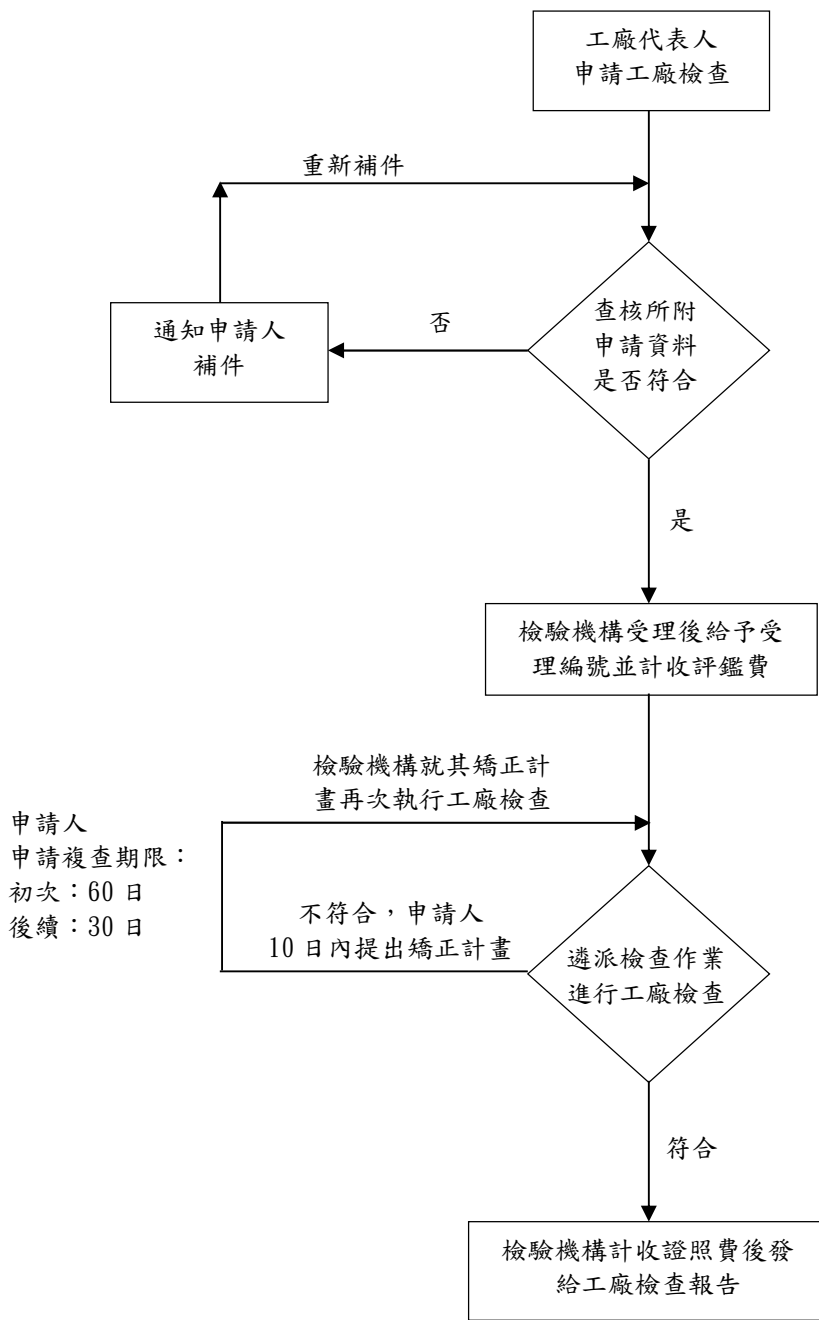 工廠代表人
申請工廠檢查
重新補件
通知申請人
補件
否
查核所附
申請資料
是否符合
是
檢驗機構受理後給予受
理編號並計收評鑑費
檢驗機構就其矯正計
畫再次執行工廠檢查
申請人
申請複查期限：
初次：60 日
後續：30 日
不符合，申請人
10 日內提出矯正計畫
遴派檢查作業
進行工廠檢查
符合
檢驗機構計收證照費後發
給工廠檢查報告